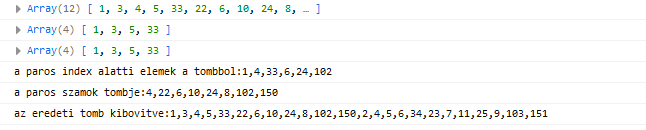 ▶ Array(12) [ 1, 3, 4, 5, 33, 22, 6, 10, 24, 8, … ]
▶ Array(4) [ 1, 3, 5, 33 ]
▶ Array(4) [ 1, 3, 5, 33 ]
a paros index alatti elemek a tombbol:1,4,33,6,24,102
a paros szamok tombje:4,22,6,10,24,8,102,150
az eredeti tomb kibovitve:1,3,4,5,33,22,6,10,24,8,102,150,2,4,5,6,34,23,7,11,25,9,103,151